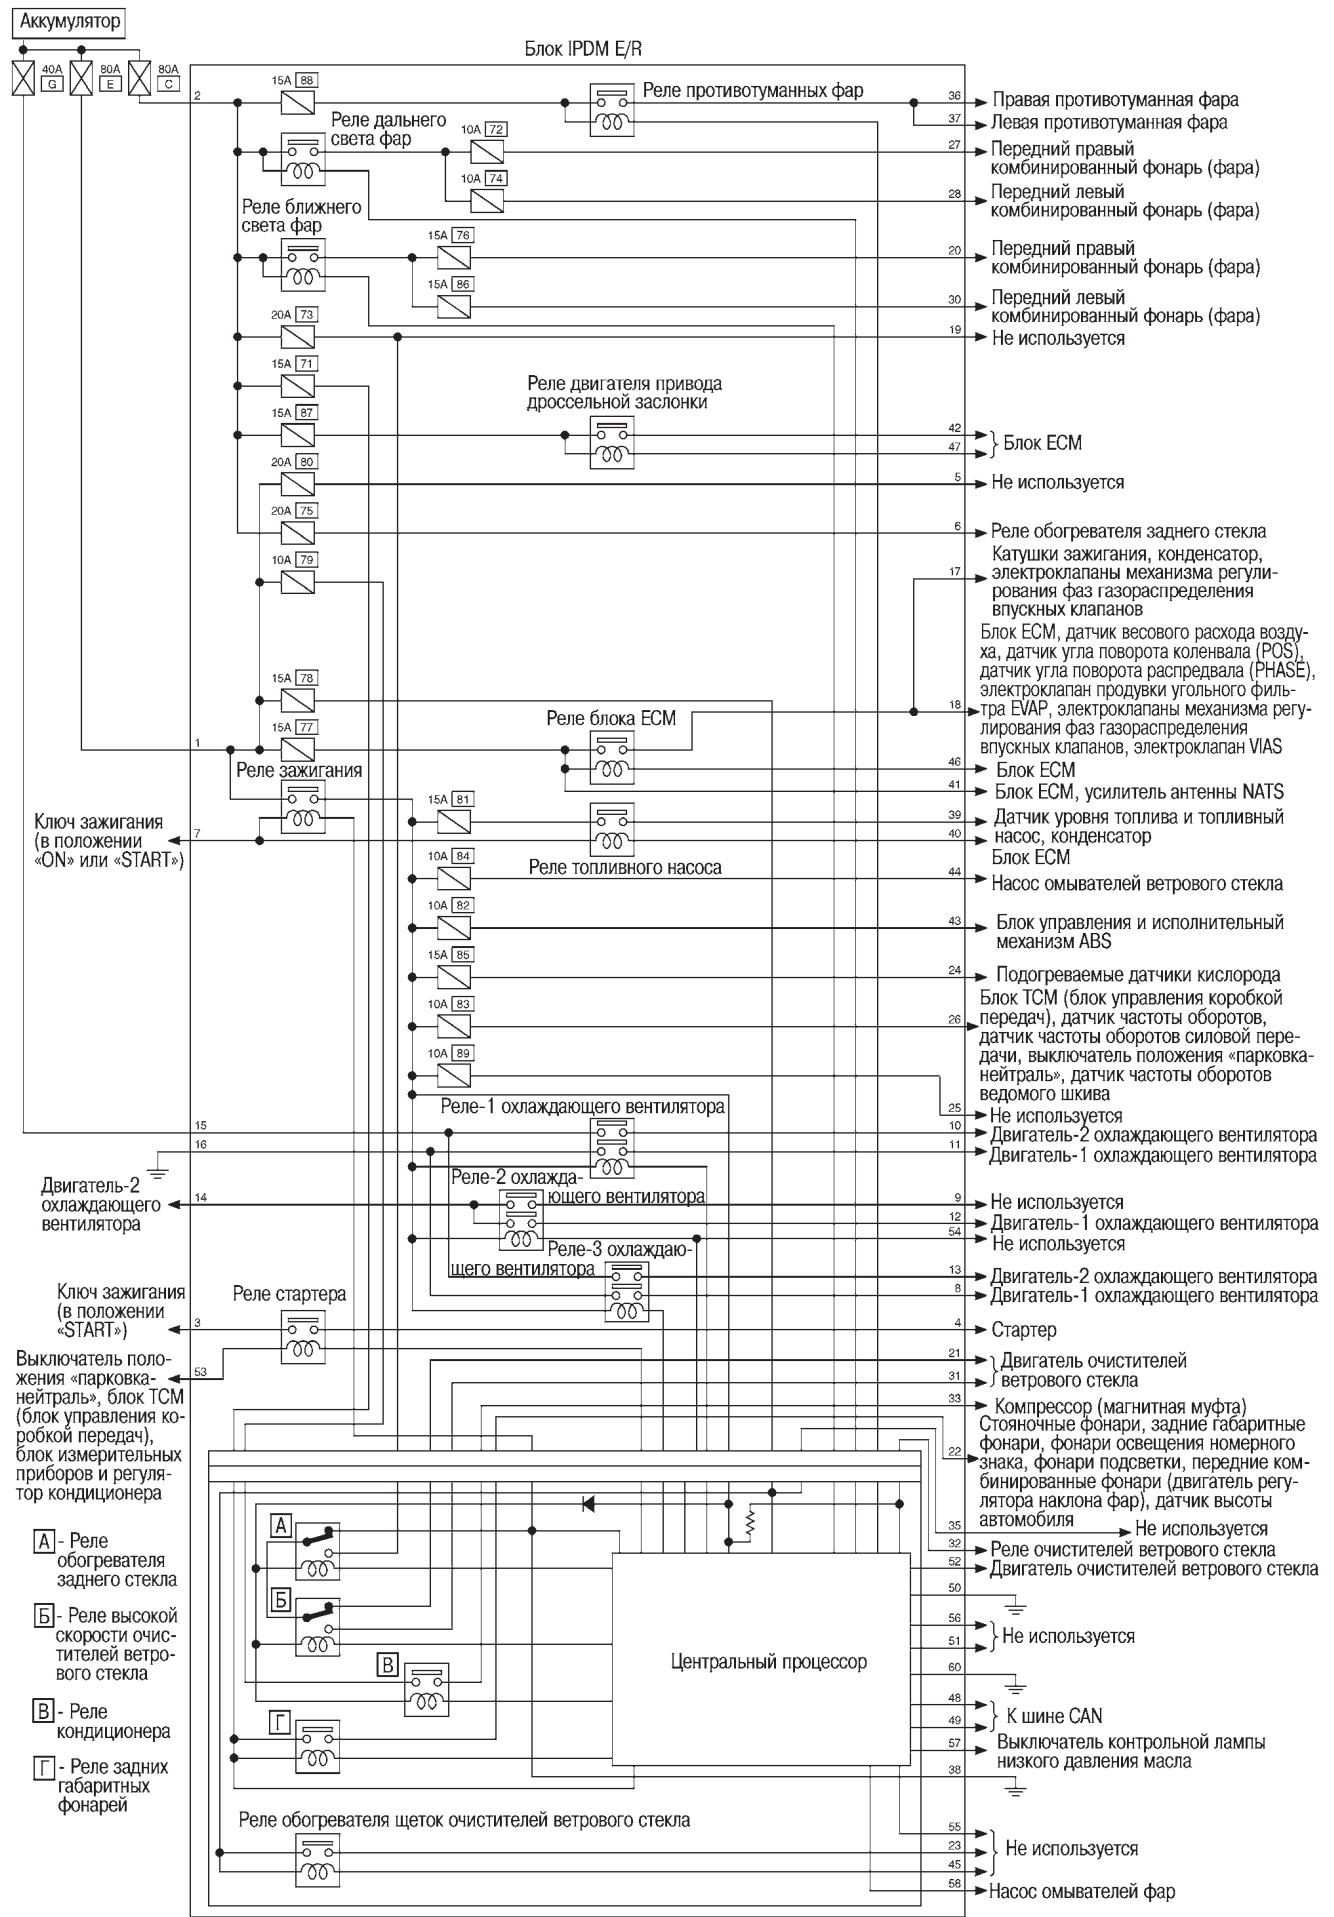 Аккумулятор
Блок IPDM E/R
40A
G
80A
E
80A
C
2
15A 88
Реле противотуманных фар
36
Правая противотуманная фара
37
Левая противотуманная фара
Реле дальнего
света фар
10A 72
27
Передний правый
комбинированный фонарь (фара)
10A 74
28
Передний левый
комбинированный фонарь (фара)
Реле ближнего
света фар
15A 76
20
Передний правый
комбинированный фонарь (фара)
15A 86
30
Передний левый
комбинированный фонарь (фара)
20A 73
19
Не используется
15A 71
Реле двигателя привода
дроссельной заслонки
15A 87
42
47
Блок ECM
20A 80
5
Не используется
20A 75
6
Реле обогревателя заднего стекла
10A 79
17
Катушки зажигания, конденсатор,
электроклапаны механизма регули-
рования фаз газораспределения
впускных клапанов
15A 78
Блок ECM, датчик весового расхода возду-
ха, датчик угла поворота коленвала (POS),
датчик угла поворота распредвала (PHASE),
электроклапан продувки угольного филь-
18
тра EVAP, электроклапаны механизма регу-
лирования фаз газораспределения
впускных клапанов, электроклапан VIAS
1
15A 77
Реле блока ECM
46
Блок ECM
41
Блок ECM, усилитель антенны NATS
Реле зажигания
Ключ зажигания
(в положении
«ON» или «START»)
7
15A 81
39
Датчик уровня топлива и топливный
насос, конденсатор
40
Блок ECM
Реле топливного насоса
10A 84
44
Насос омывателей ветрового стекла
10A 82
43
Блок управления и исполнительный
механизм ABS
15A 85
24
Подогреваемые датчики кислорода
10A 83
26
Блок TCM (блок управления коробкой
передач), датчик частоты оборотов,
датчик частоты оборотов силовой пере-
дачи, выключатель положения «парковка-
нейтраль», датчик частоты оборотов
ведомого шкива
10A 89
25
Не используется
Реле-1 охлаждающего вентилятора
15
10
Двигатель-2 охлаждающего вентилятора
16
11
Двигатель-1 охлаждающего вентилятора
Реле-2 охлажда-
ющего вентилятора
Двигатель-2
охлаждающего
вентилятора
14
9
Не используется
12
Двигатель-1 охлаждающего вентилятора
54
Не используется
Реле-3 охлаждаю-
щего вентилятора
13
Двигатель-2 охлаждающего вентилятора
8
Двигатель-1 охлаждающего вентилятора
Ключ зажигания
(в положении
«START»)
3
Реле стартера
4
Стартер
Выключатель поло-
жения «парковка-
нейтраль», блок TCM
(блок управления ко-
робкой передач),
блок измерительных
приборов и регуля-
тор кондиционера
53
21
31
Двигатель очистителей
ветрового стекла
33
Компрессор (магнитная муфта)
22
Стояночные фонари, задние габаритные
фонари, фонари освещения номерного
знака, фонари подсветки, передние ком-
бинированные фонари (двигатель регу-
лятора наклона фар), датчик высоты
автомобиля
35
Не используется
32
Реле очистителей ветрового стекла
52
Двигатель очистителей ветрового стекла
50
56
51
Не используется
60
48
49
К шине CAN
57
Выключатель контрольной лампы
низкого давления масла
38
А
Б
В
Г
Центральный процессор
А - Реле
обогревателя
заднего стекла
Б - Реле высокой
скорости очис-
тителей ветро-
вого стекла
В - Реле
кондиционера
Г - Реле задних
габаритных
фонарей
Реле обогревателя щеток очистителей ветрового стекла
55
23
45
Не используется
58
Насос омывателей фар